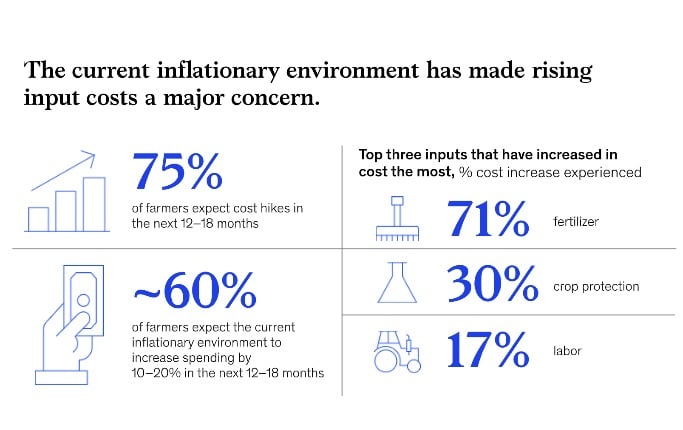 The current inflationary environment has made rising
input costs a major concern.
75%
of farmers expect cost hikes in
the next 12–18 months
~60%
of farmers expect the current
inflationary environment to
increase spending by
10–20% in the next 12–18 months
Top three inputs that have increased in
cost the most, % cost increase experienced
71% fertilizer
30% crop protection
17% labor